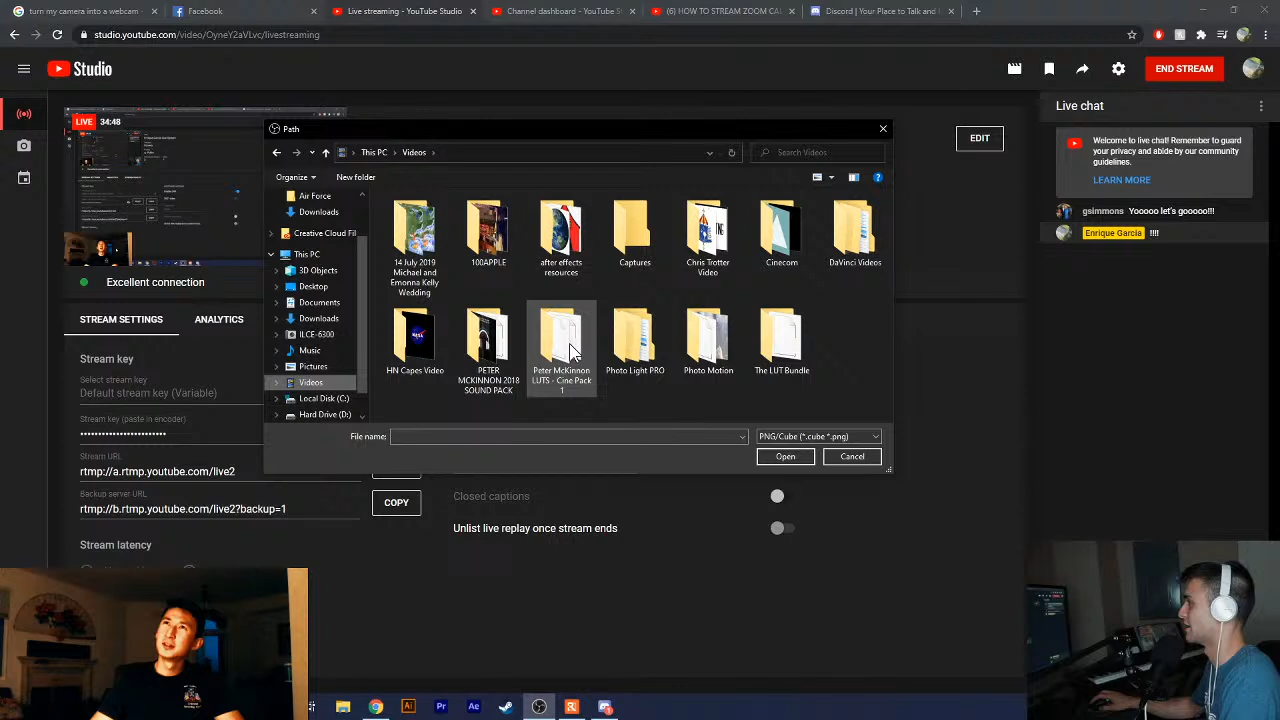 turn my camera into a webcam -
Facebook
Live streaming - YouTube Studio
Channel dashboard - YouTube S
(6) HOW TO STREAM ZOOM CAL
Discord | Your Place to Talk and H
studio.youtube.com/video/OyneY2aVLvc/livestreaming
Studio
END STREAM
LIVE
34:48
Path
EDIT
Live chat
Welcome to live chat! Remember to guard
your privacy and abide by our community
guidelines.
LEARN MORE
gsimmons Yooooo let's gooooo!!!
Enrique Garcia !!!!
This PC
Videos
Search Videos
Organize
New folder
Air Force
Downloads
Creative Cloud Fil
This PC
3D Objects
Desktop
Documents
Downloads
ILCE-6300
Music
Pictures
Videos
Local Disk (C:)
Hard Drive (D:)
14 July 2019
Michael and
Emonna Kelly
Wedding
100APPLE
after effects
resources
Captures
Chris Trotter
Video
Cinecom
DaVinci Videos
HN Capes Video
PETER
MCKINNON 2018
SOUND PACK
Peter McKinnon
LUTS - Cine Pack
1
Photo Light PRO
Photo Motion
The LUT Bundle
File name:
PNG/Cube (*.cube *.png)
Open
Cancel
Excellent connection
STREAM SETTINGS
ANALYTICS
Stream key
Select stream key
Default stream key (Variable)
Stream key (paste in encoder)
Stream URL
rtmp://a.rtmp.youtube.com/live2
Backup server URL
rtmp://b.rtmp.youtube.com/live2?backup=1
COPY
Stream latency
Closed captions
Unlist live replay once stream ends
Ai
Pr
Ae